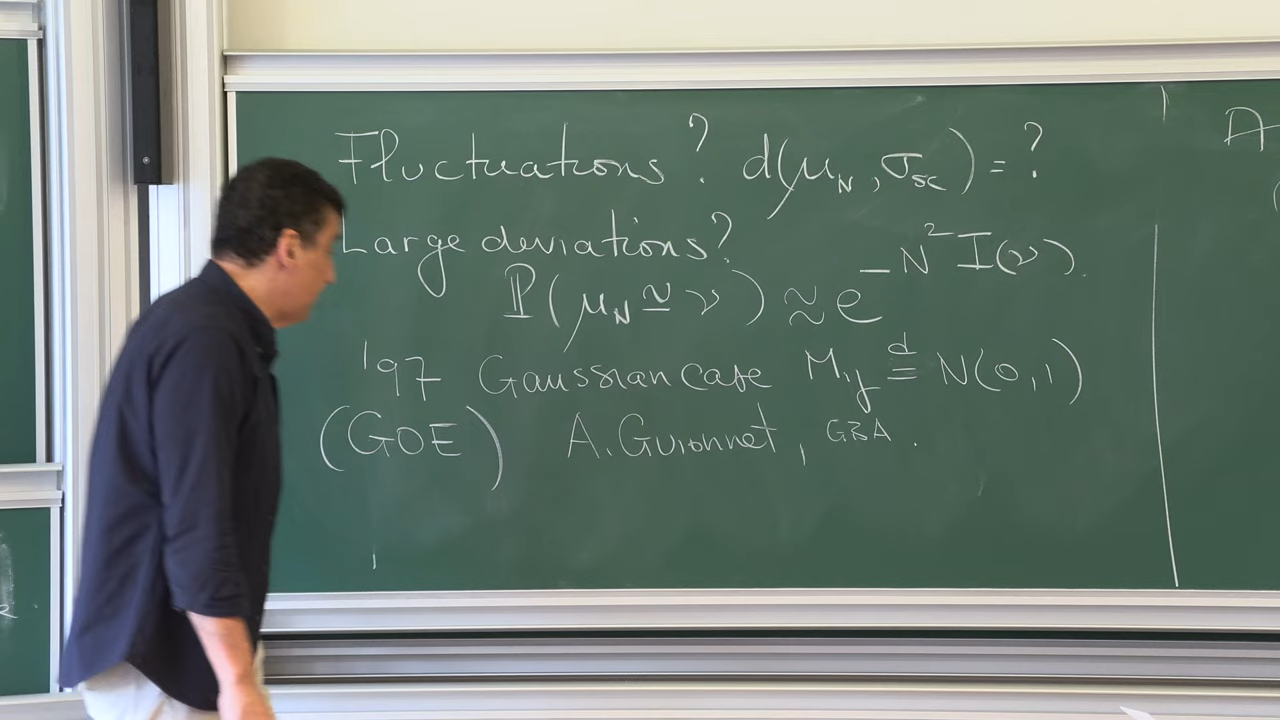 Fluctuations? d(μ_N, σ_sc) = ?
Large deviations?
ℙ(μ_N ≃ ν) ≈ e^{-N² I(ν)}.
'97 Gaussian case M_ij =^d N(0,1)
(GOE) A. Guionnet, GBA.
A